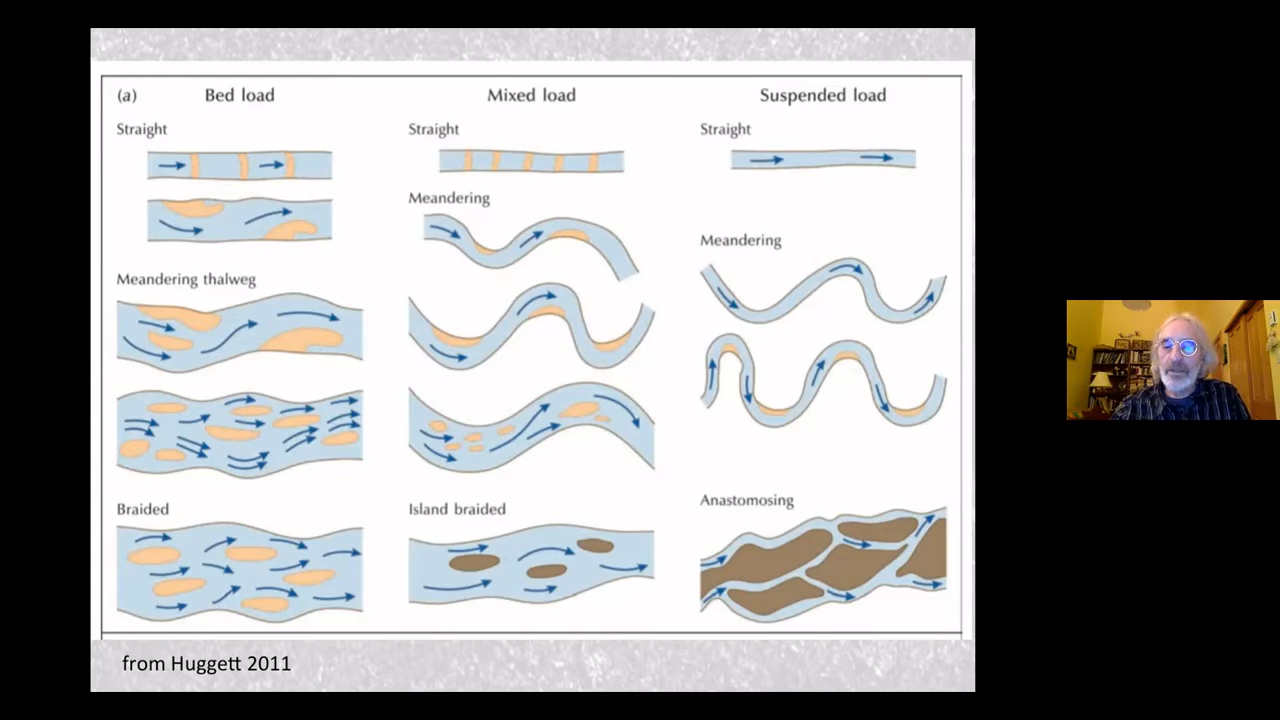 (a) Bed load Mixed load Suspended load
Straight Straight Straight
Meandering
Meandering
Meandering thalweg
Anastomosing
Braided Island braided
from Huggett 2011